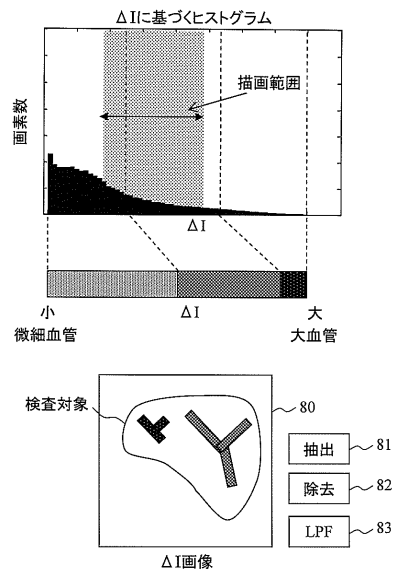 ΔIに基づくヒストグラム
描画範囲
画素数
ΔI
小 ΔI 大
微細血管 大血管
検査対象
80
抽出 81
除去 82
LPF 83
ΔI画像